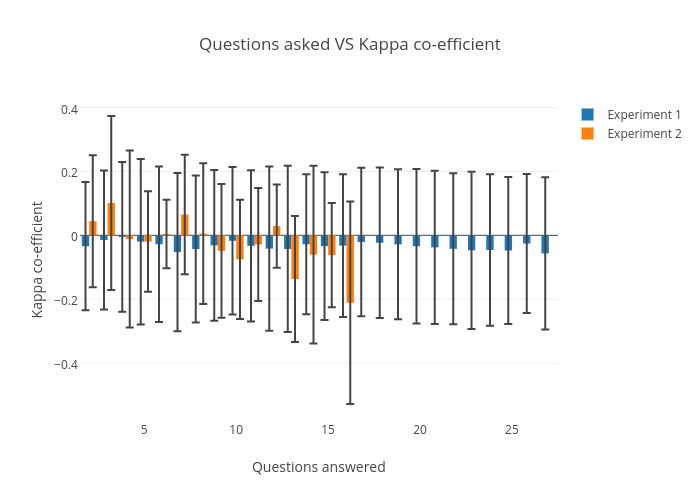 Questions asked VS Kappa co-efficient
Experiment 1
Experiment 2
Kappa co-efficient
0.4
0.2
0
−0.2
−0.4
5
10
15
20
25
Questions answered